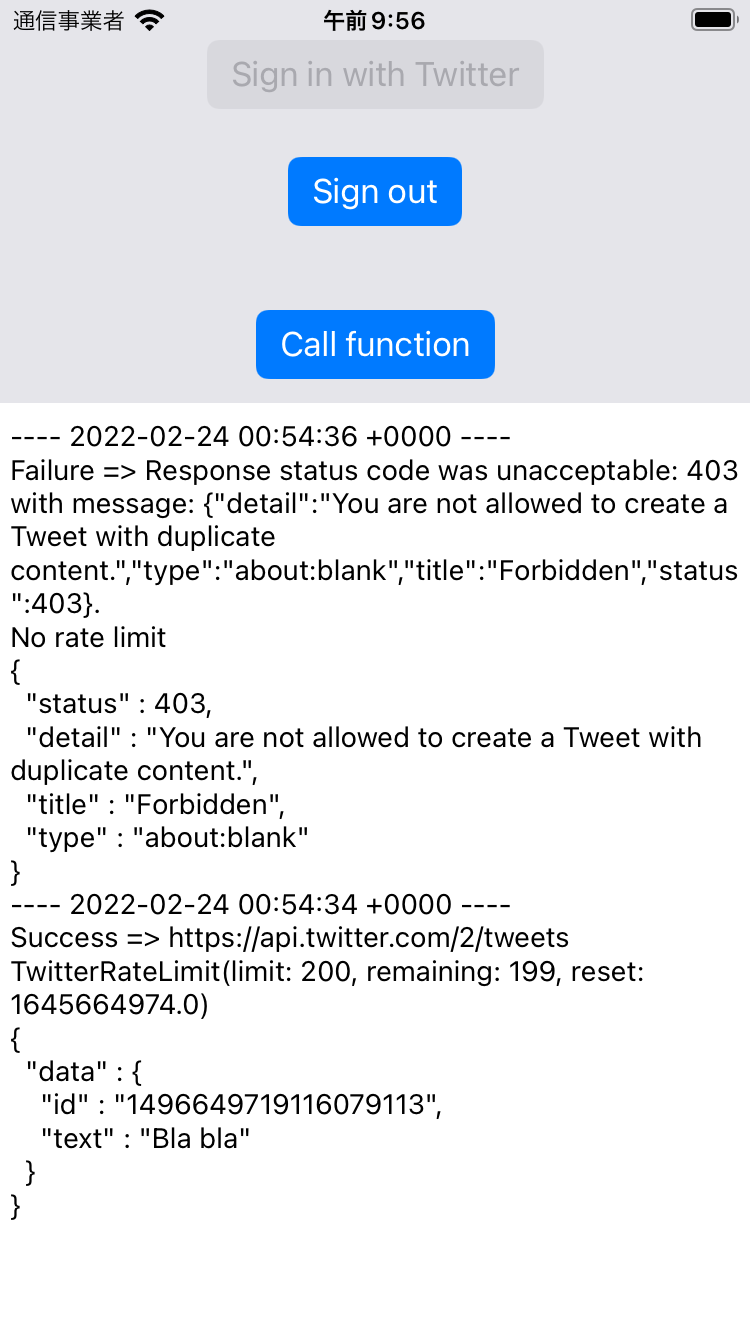 通信事業者 午前9:56
Sign in with Twitter
Sign out
Call function
---- 2022-02-24 00:54:36 +0000 ----
Failure => Response status code was unacceptable: 403
with message: {"detail":"You are not allowed to create a
Tweet with duplicate
content.","type":"about:blank","title":"Forbidden","status
":403}.
No rate limit
{
  "status" : 403,
  "detail" : "You are not allowed to create a Tweet with
duplicate content.",
  "title" : "Forbidden",
  "type" : "about:blank"
}
---- 2022-02-24 00:54:34 +0000 ----
Success => https://api.twitter.com/2/tweets
TwitterRateLimit(limit: 200, remaining: 199, reset:
1645664974.0)
{
  "data" : {
    "id" : "1496649719116079113",
    "text" : "Bla bla"
  }
}